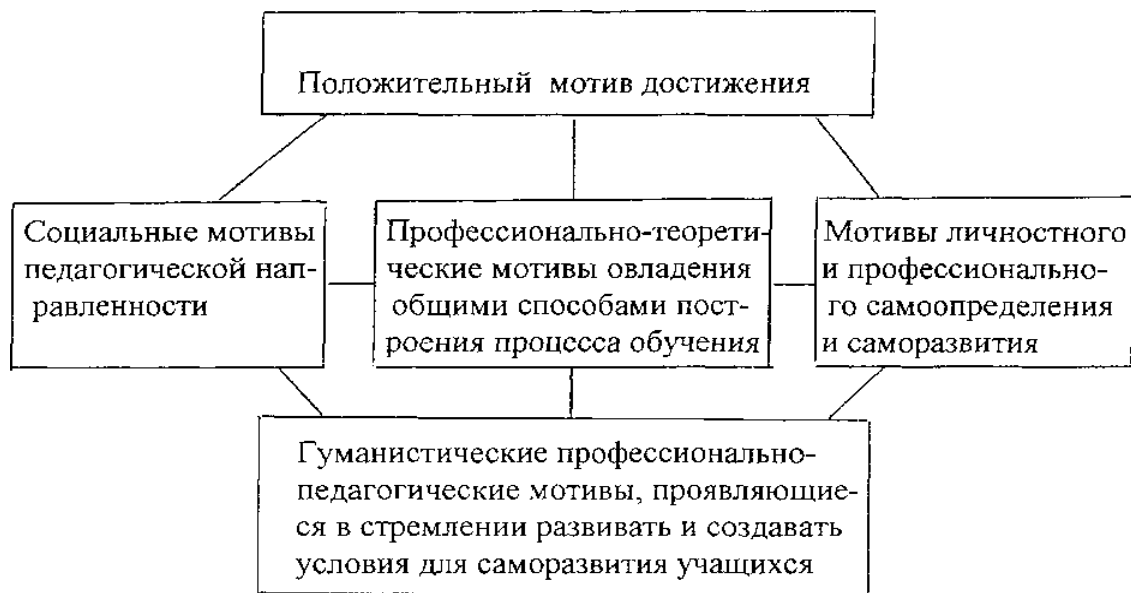 Положительный мотив достижения
Социальные мотивы
педагогической нап-
равленности
Профессионально-теорети-
ческие мотивы овладения
общими способами пост-
роения процесса обучения
Мотивы личностного
и профессионально-
го самоопределения
и саморазвития
Гуманистические профессионально-
педагогические мотивы, проявляющие-
ся в стремлении развивать и создавать
условия для саморазвития учащихся